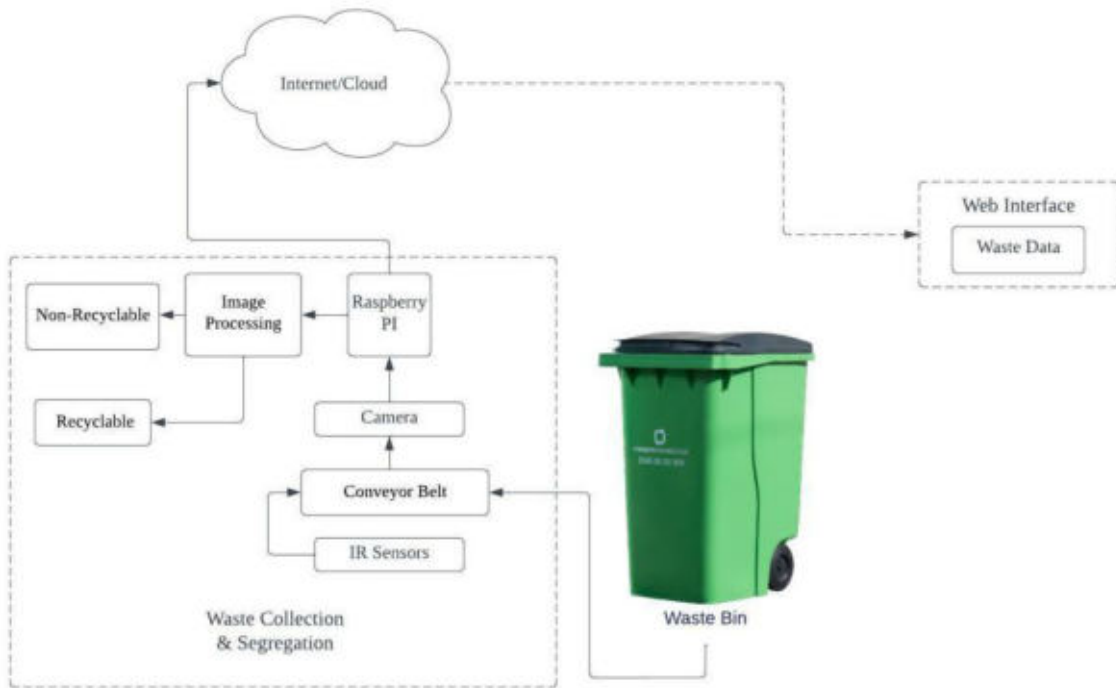 Internet/Cloud
Web Interface
Waste Data
Non-Recyclable
Image
Processing
Raspberry
PI
Recyclable
Camera
Conveyor Belt
IR Sensors
Waste Collection
& Segregation
Waste Bin